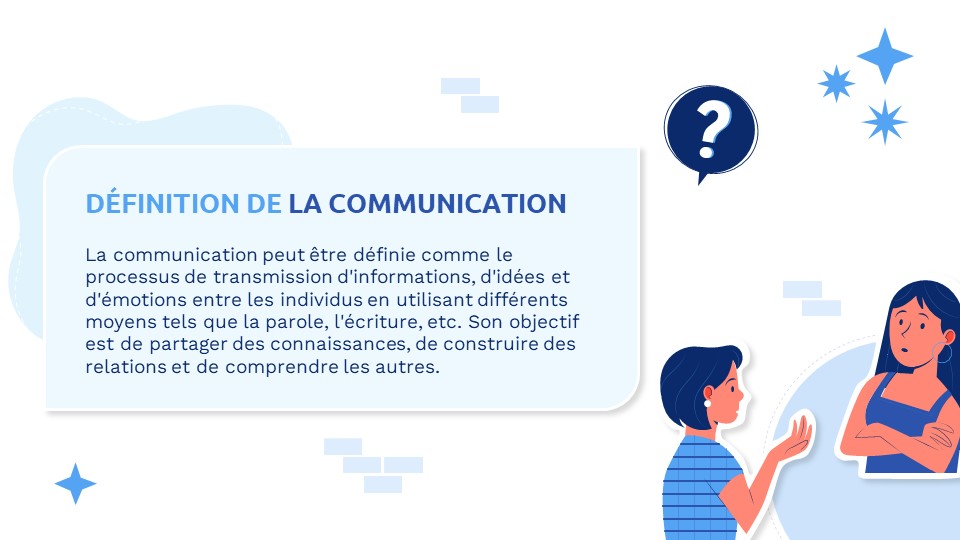 ?
DÉFINITION DE LA COMMUNICATION
La communication peut être définie comme le
processus de transmission d'informations, d'idées et
d'émotions entre les individus en utilisant différents
moyens tels que la parole, l'écriture, etc. Son objectif
est de partager des connaissances, de construire des
relations et de comprendre les autres.